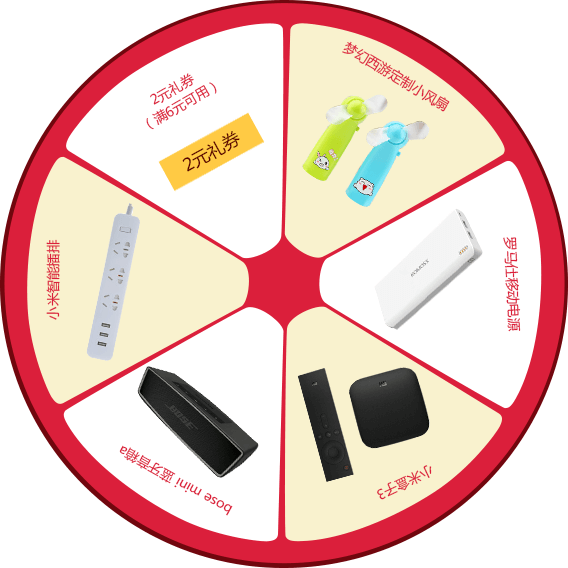 梦幻西游定制小风扇
罗马仕移动电源
ROMOSS
小米盒子3
mi
bose mini 蓝牙音箱a
BOSE
小米智能插排
2元礼券
（满6元可用）
2元礼券